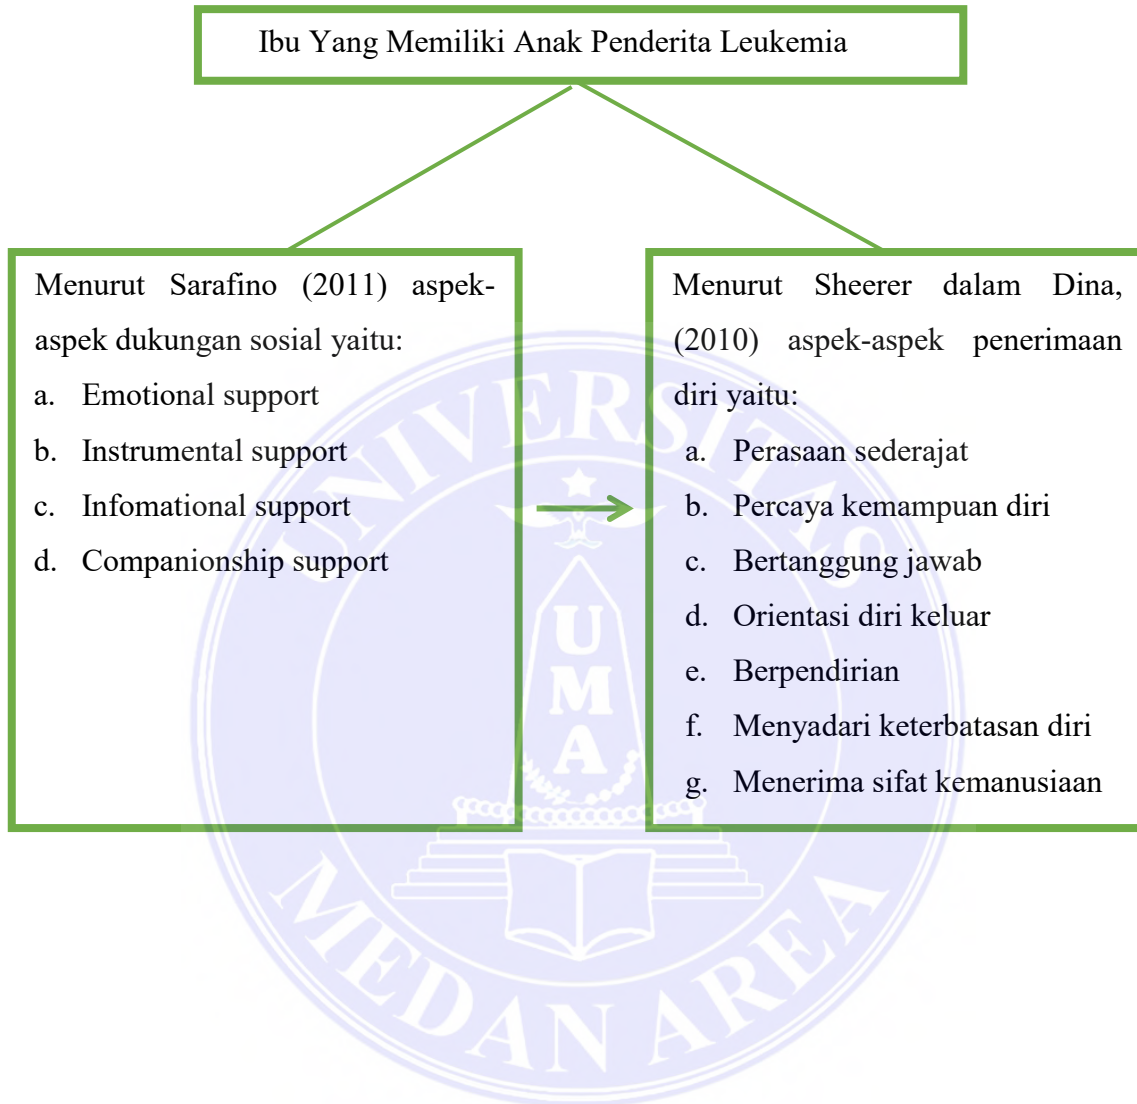 Ibu Yang Memiliki Anak Penderita Leukemia
Menurut Sarafino (2011) aspek-
aspek dukungan sosial yaitu:
a. Emotional support
b. Instrumental support
c. Infomational support
d. Companionship support
Menurut Sheerer dalam Dina,
(2010) aspek-aspek penerimaan
diri yaitu:
a. Perasaan sederajat
b. Percaya kemampuan diri
c. Bertanggung jawab
d. Orientasi diri keluar
e. Berpendirian
f. Menyadari keterbatasan diri
g. Menerima sifat kemanusiaan
UNIVERSITAS
UMA
MEDAN AREA